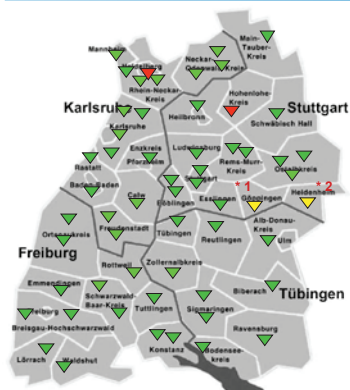 Main-
Tauber-
Kreis
Mannheim
Heidelberg
Neckar-
Odenwald-Kreis
Rhein-Neckar-
Kreis
Hohenlohe-
Kreis
Karlsruhe
Stuttgart
Heilbronn
Schwäbisch Hall
Karlsruhe
Enzkreis
Pforzheim
Ludwigsburg
Rems-Murr-
Kreis
Ostalbkreis
Rastatt
Stuttgart
Baden-Baden
* 1
* 2
Calw
Böblingen
Esslingen
Göppingen
Heidenheim
Freudenstadt
Tübingen
Reutlingen
Alb-Donau-
Kreis
Ulm
Ortenaukreis
Freiburg
Rottweil
Zollernalbkreis
Emmendingen
Schwarzwald-
Baar-Kreis
Tuttlingen
Biberach
Tübingen
Sigmaringen
Freiburg
Breisgau-Hochschwarzwald
Ravensburg
Konstanz
Bodensee-
kreis
Lörrach
Waldshut